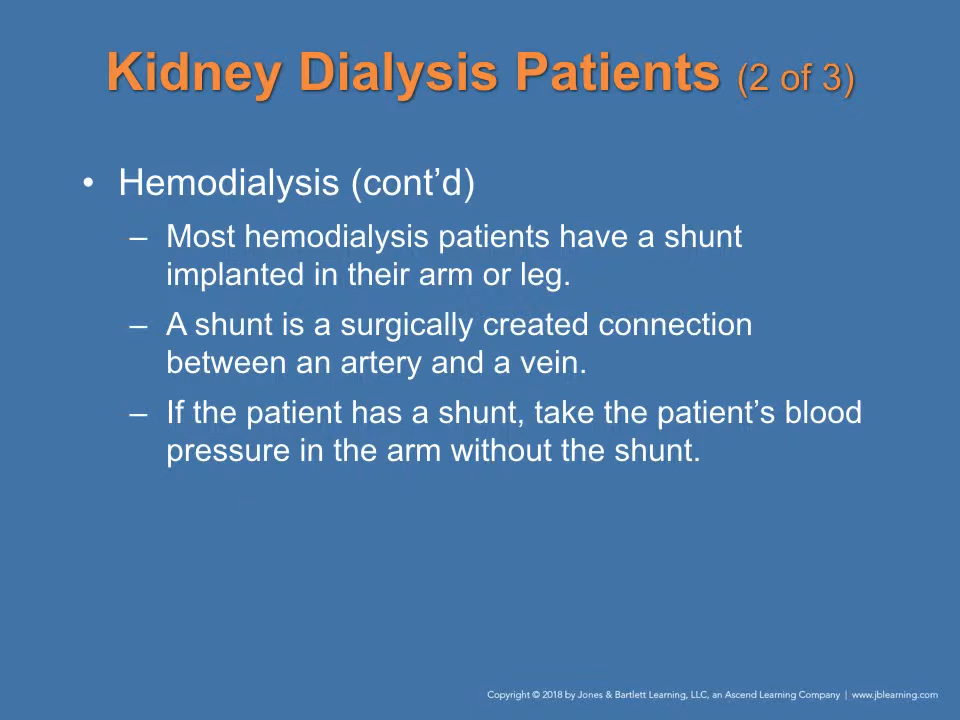 Kidney Dialysis Patients (2 of 3)
• Hemodialysis (cont’d)
– Most hemodialysis patients have a shunt
implanted in their arm or leg.
– A shunt is a surgically created connection
between an artery and a vein.
– If the patient has a shunt, take the patient’s blood
pressure in the arm without the shunt.
Copyright © 2018 by Jones & Bartlett Learning, LLC, an Ascend Learning Company | www.jblearning.com